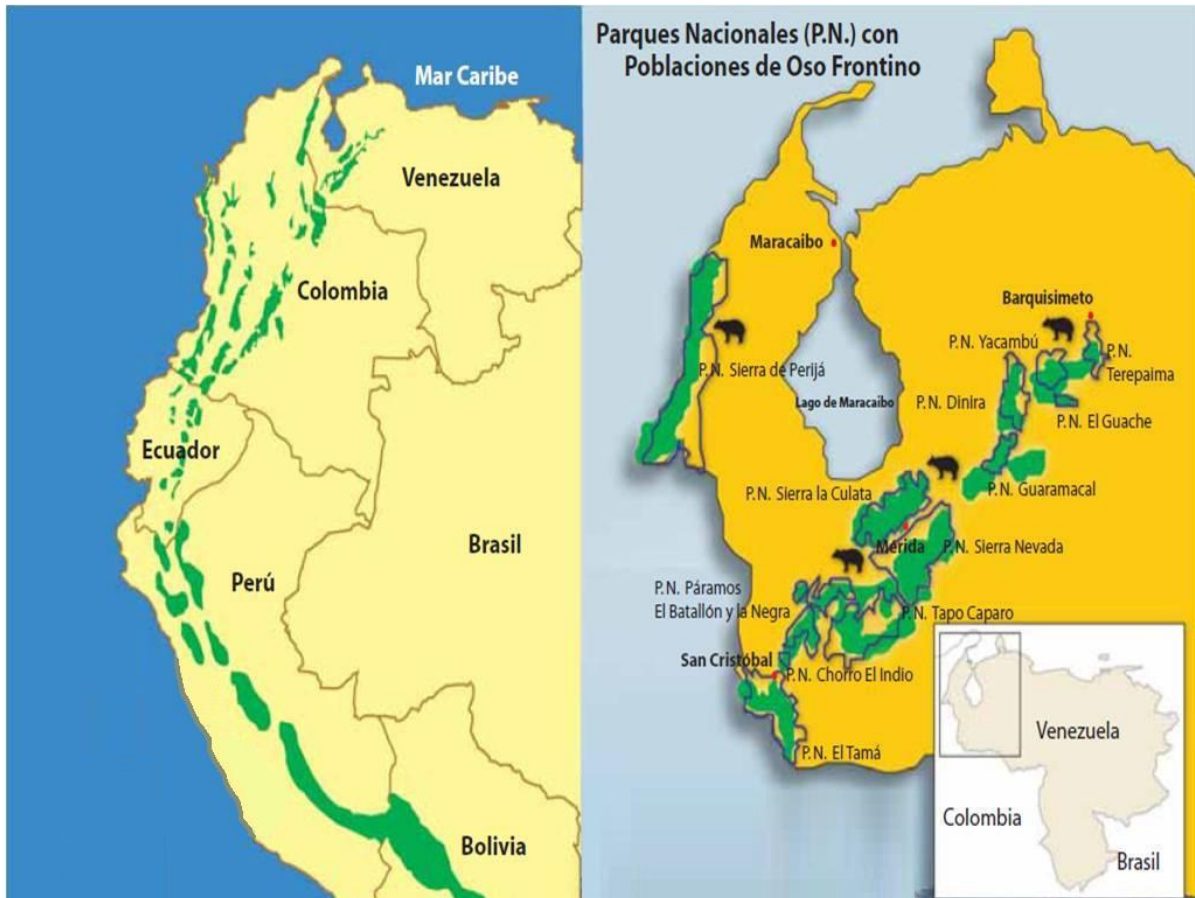 Mar Caribe
Venezuela
Colombia
Ecuador
Perú
Brasil
Bolivia
Parques Nacionales (P.N.) con
Poblaciones de Oso Frontino
Maracaibo
Barquisimeto
P.N. Yacambú
P.N.
Terepaima
P.N. Sierra de Perijá
Lago de Maracaibo
P.N. Dinira
P.N. El Guache
P.N. Sierra la Culata
P.N. Guaramacal
Mérida
P.N. Sierra Nevada
P.N. Páramos
El Batallón y la Negra
P.N. Tapo Caparo
San Cristóbal
P.N. Chorro El Indio
P.N. El Tamá
Venezuela
Colombia
Brasil